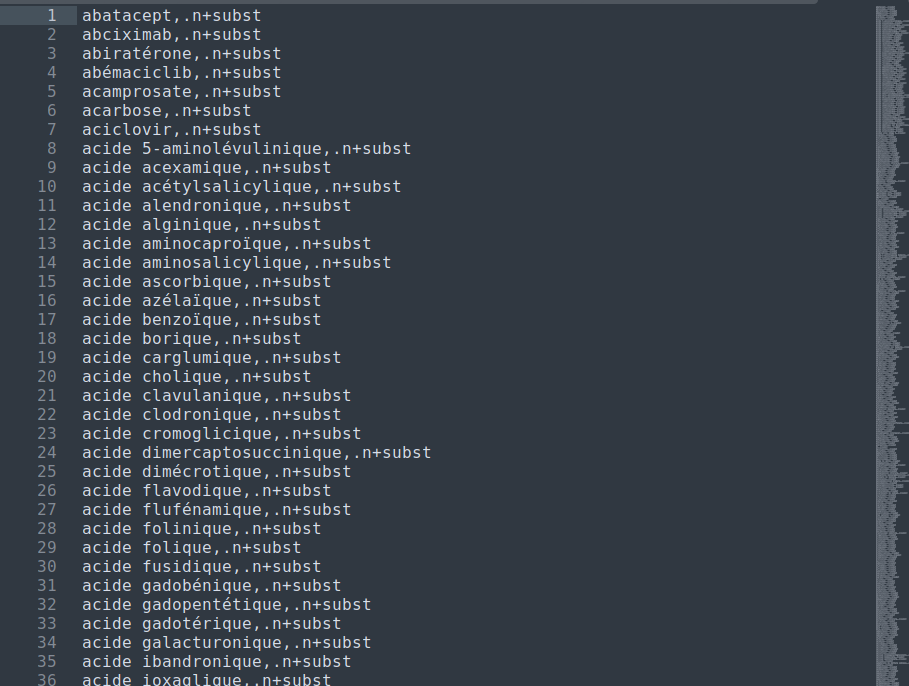 1 abatacept,.n+subst
2 abciximab,.n+subst
3 abiratérone,.n+subst
4 abémaciclib,.n+subst
5 acamprosate,.n+subst
6 acarbose,.n+subst
7 aciclovir,.n+subst
8 acide 5-aminolévulinique,.n+subst
9 acide acexamique,.n+subst
10 acide acétylsalicylique,.n+subst
11 acide alendronique,.n+subst
12 acide alginique,.n+subst
13 acide aminocaproïque,.n+subst
14 acide aminosalicylique,.n+subst
15 acide ascorbique,.n+subst
16 acide azélaïque,.n+subst
17 acide benzoïque,.n+subst
18 acide borique,.n+subst
19 acide carglumique,.n+subst
20 acide cholique,.n+subst
21 acide clavulanique,.n+subst
22 acide clodronique,.n+subst
23 acide cromoglicique,.n+subst
24 acide dimercaptosuccinique,.n+subst
25 acide dimécrotique,.n+subst
26 acide flavodique,.n+subst
27 acide flufénamique,.n+subst
28 acide folinique,.n+subst
29 acide folique,.n+subst
30 acide fusidique,.n+subst
31 acide gadobénique,.n+subst
32 acide gadopentétique,.n+subst
33 acide gadotérique,.n+subst
34 acide galacturonique,.n+subst
35 acide ibandronique,.n+subst
36 acide ioxaglique,.n+subst